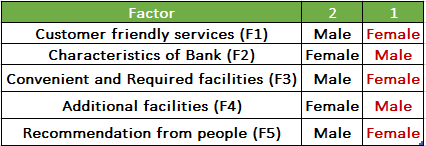 Factor 2 1
Customer friendly services (F1) Male Female
Characteristics of Bank (F2) Female Male
Convenient and Required facilities (F3) Male Female
Additional facilities (F4) Female Male
Recommendation from people (F5) Male Female